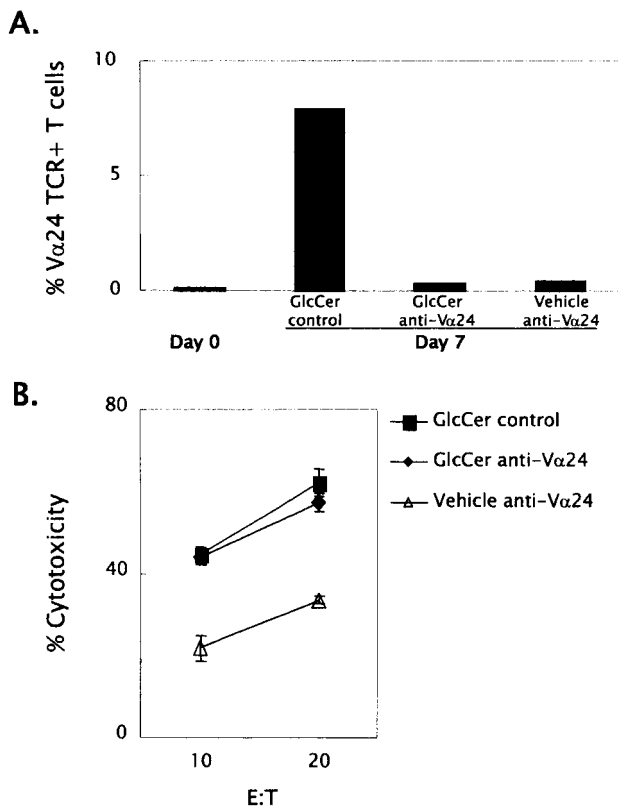 A.
% Vα24 TCR+ T cells
10
5
0
GlcCer control
GlcCer anti-Vα24
Vehicle anti-Vα24
Day 0
Day 7
B.
% Cytotoxicity
80
40
0
10
20
E:T
GlcCer control
GlcCer anti-Vα24
Vehicle anti-Vα24